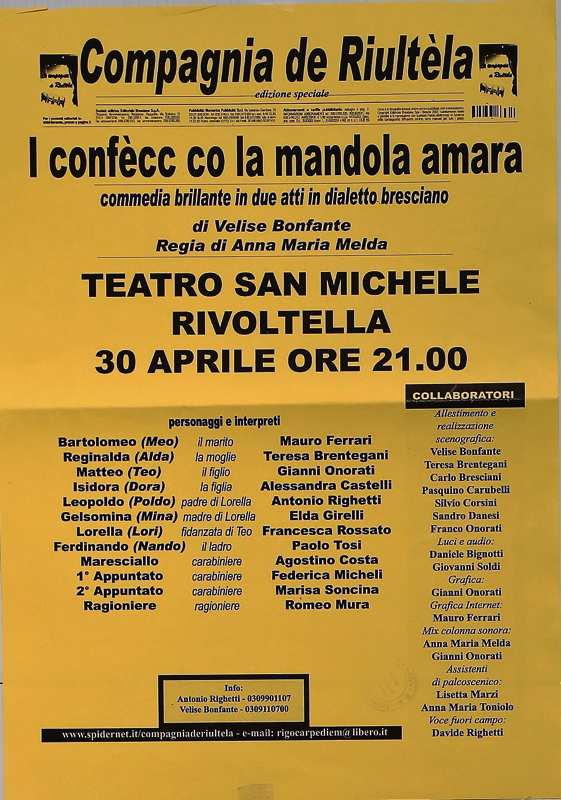 Compagnia de Riultèla
edizione speciale
I confècc co la mandola amara
commedia brillante in due atti in dialetto bresciano
di Velise Bonfante
Regia di Anna Maria Melda
TEATRO SAN MICHELE
RIVOLTELLA
30 APRILE ORE 21.00
personaggi e interpreti
Bartolomeo (Meo) il marito Mauro Ferrari
Reginalda (Alda) la moglie Teresa Brentegani
Matteo (Teo) il figlio Gianni Onorati
Isidora (Dora) la figlia Alessandra Castelli
Leopoldo (Poldo) padre di Lorella Antonio Righetti
Gelsomina (Mina) madre di Lorella Elda Girelli
Lorella (Lori) fidanzata di Teo Francesca Rossato
Ferdinando (Nando) il ladro Paolo Tosi
Maresciallo carabiniere Agostino Costa
1° Appuntato carabiniere Federica Micheli
2° Appuntato carabiniere Marisa Soncina
Ragioniere ragioniere Romeo Mura
COLLABORATORI
Allestimento e
realizzazione
scenografica:
Velise Bonfante
Teresa Brentegani
Carlo Bresciani
Pasquino Carubelli
Silvio Corsini
Sandro Danesi
Franco Onorati
Luci e audio:
Daniele Bignotti
Giovanni Soldi
Grafica:
Gianni Onorati
Grafica Internet:
Mauro Ferrari
Mix colonna sonora:
Anna Maria Melda
Gianni Onorati
Assistenti
di palcoscenico:
Lisetta Marzi
Anna Maria Toniolo
Voce fuori campo:
Davide Righetti
Info:
Antonio Righetti - 0309901107
Velise Bonfante - 0309110700
www.spidernet.it/compagniaderiultela - e-mail: rigocarpediem@libero.it